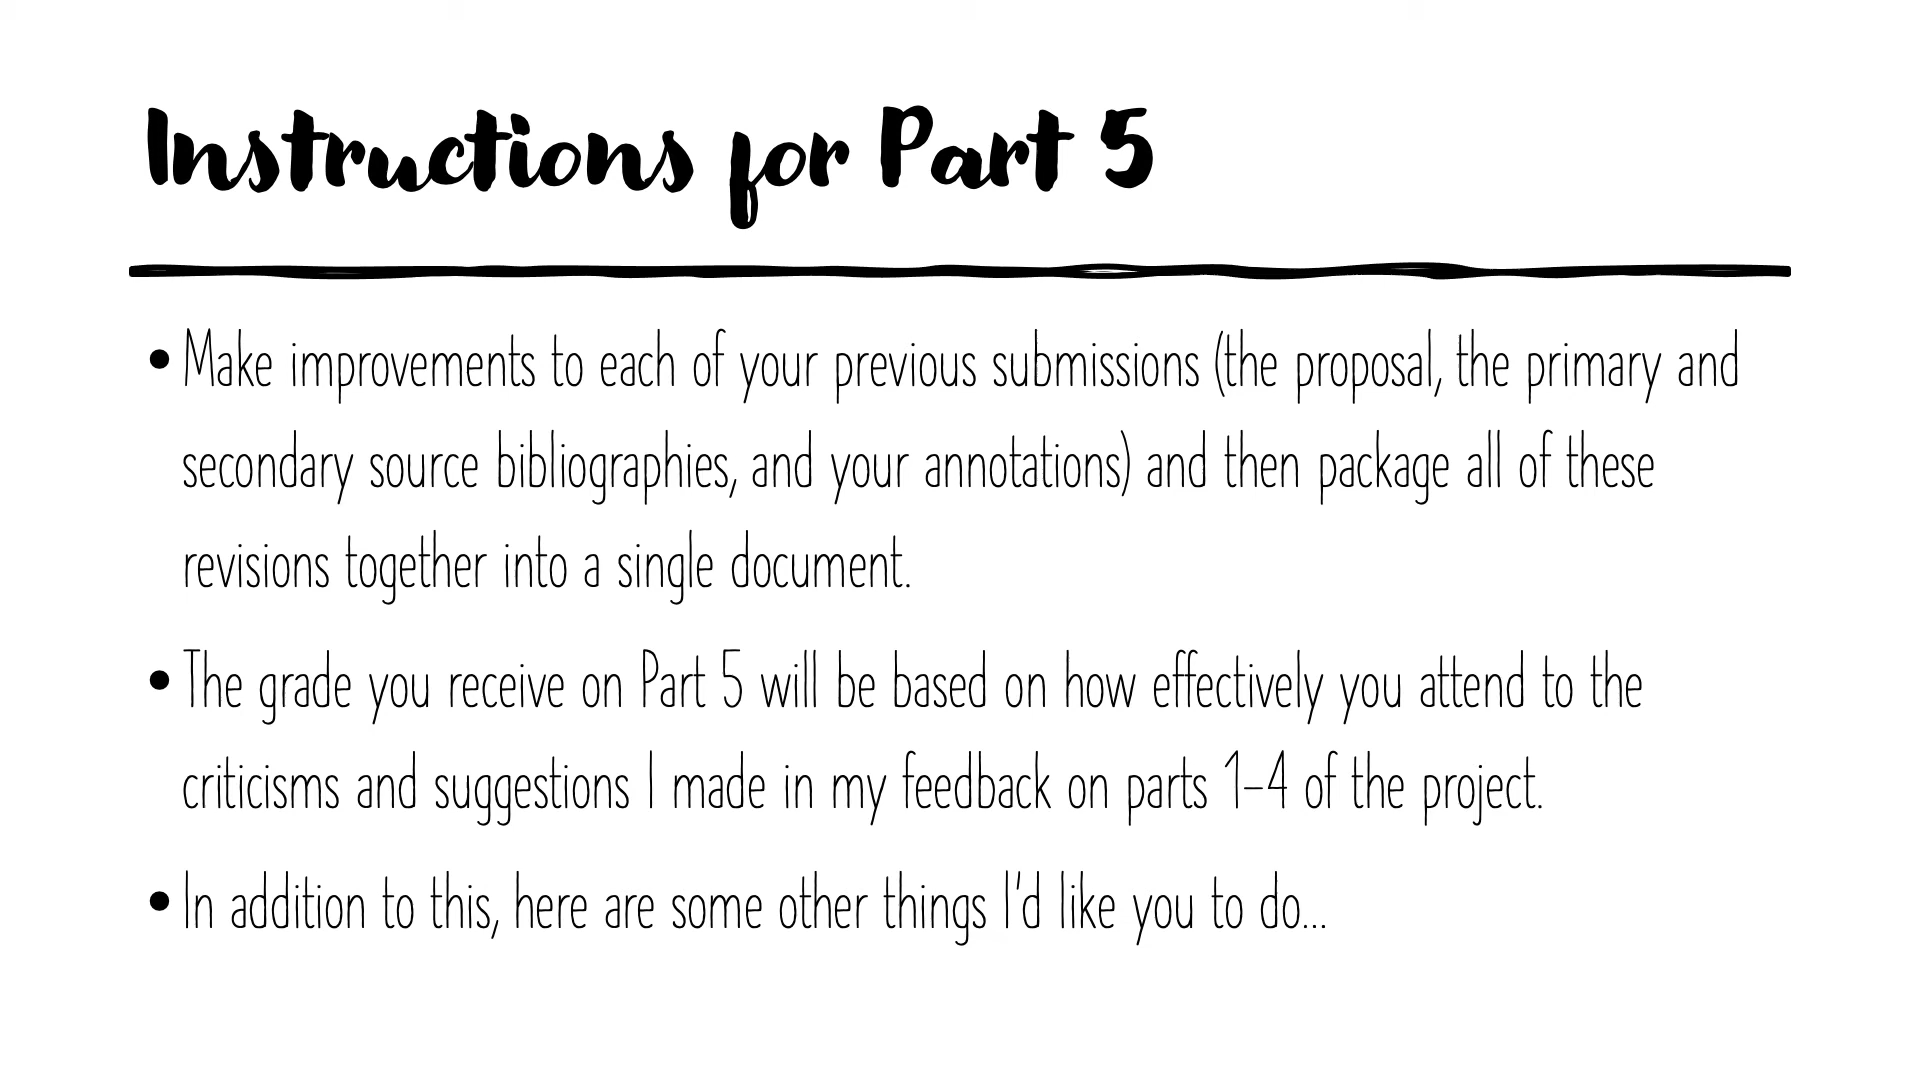 Instructions for Part 5
• Make improvements to each of your previous submissions (the proposal, the primary and
secondary source bibliographies, and your annotations) and then package all of these
revisions together into a single document.
• The grade you receive on Part 5 will be based on how effectively you attend to the
criticisms and suggestions I made in my feedback on parts 1–4 of the project.
• In addition to this, here are some other things I'd like you to do...